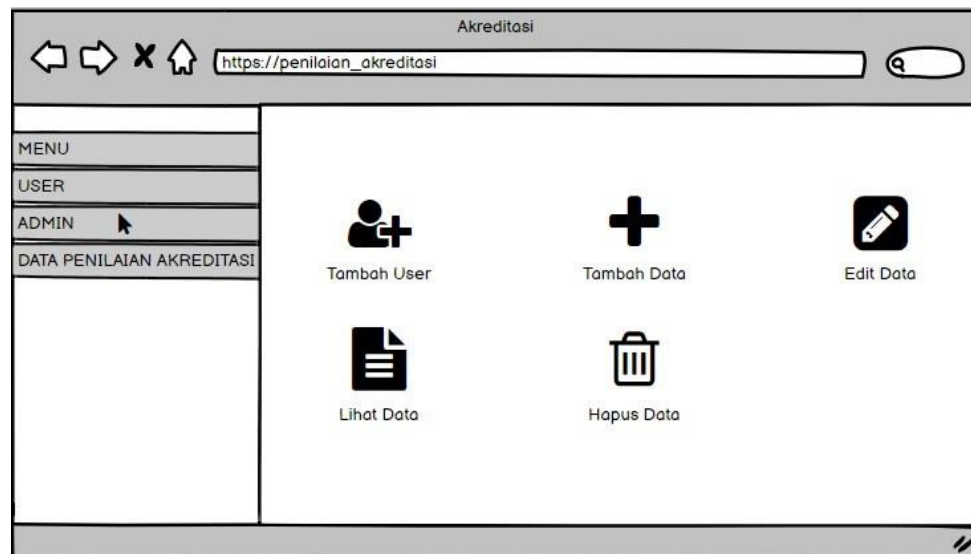 Akreditasi
https://penilaian_akreditasi
MENU
USER
ADMIN
DATA PENILAIAN AKREDITASI
Tambah User
Tambah Data
Edit Data
Lihat Data
Hapus Data